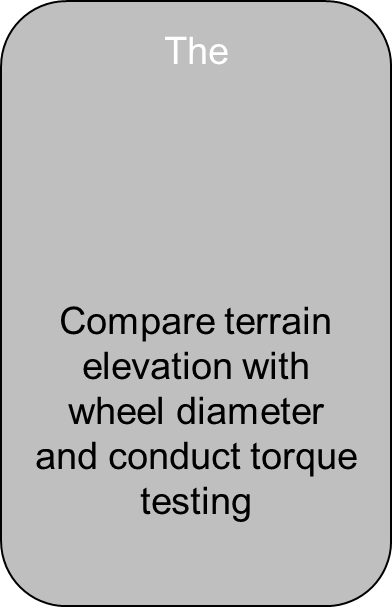 The
Compare terrain
elevation with
wheel diameter
and conduct torque
testing